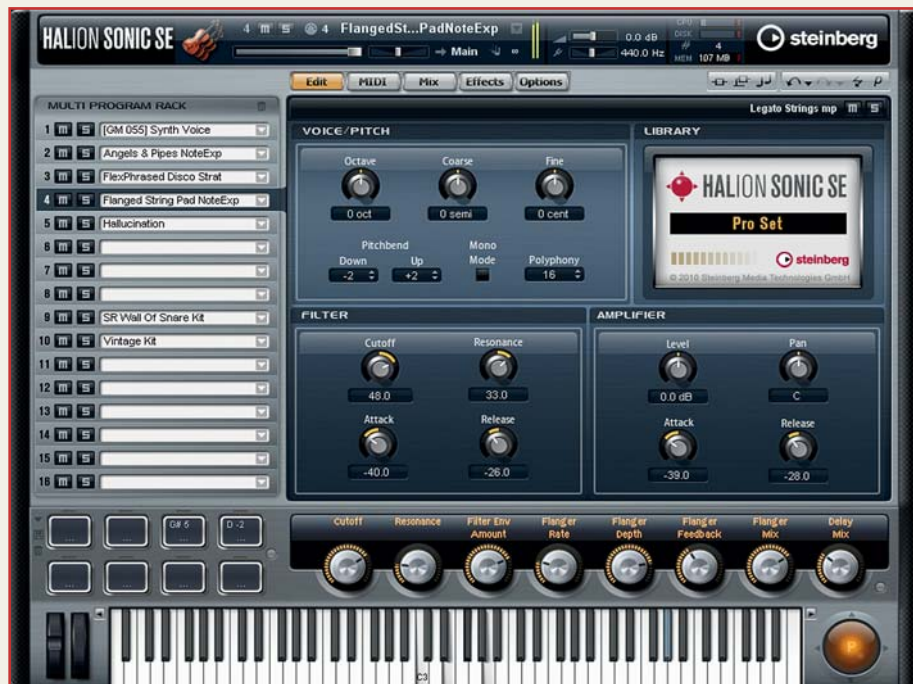 HALION SONIC SE
4 m S 4 FlangedSt...PadNoteExp
Main
0.0 dB
440.0 Hz
CPU
DISK
# 4
MEM 107 MB
steinberg
Edit MIDI Mix Effects Options
MULTI PROGRAM RACK
1 m S [GM 055] Synth Voice
2 m S Angels & Pipes NoteExp
3 m S FlexPhrased Disco Strat
4 m S Flanged String Pad NoteExp
5 m S Hallucination
6 m S
7 m S
8 m S
9 m S SR Wall Of Snare Kit
10 m S Vintage Kit
11 m S
12 m S
13 m S
14 m S
15 m S
16 m S
Legato Strings mp m S
VOICE/PITCH
Octave Coarse Fine
0 oct 0 semi 0 cent
Pitchbend Mono
Down Up Mode Polyphony
-2 +2 16
LIBRARY
HALION SONIC SE
Pro Set
steinberg
© 2010 Steinberg Media Technologies GmbH
FILTER
Cutoff Resonance
48.0 33.0
Attack Release
-40.0 -26.0
AMPLIFIER
Level Pan
0.0 dB C
Attack Release
-39.0 -28.0
G# 6 D -2
... ... ... ...
... ... ... ...
Cutoff Resonance Filter Env Amount Flanger Rate Flanger Depth Flanger Feedback Flanger Mix Delay Mix
C3